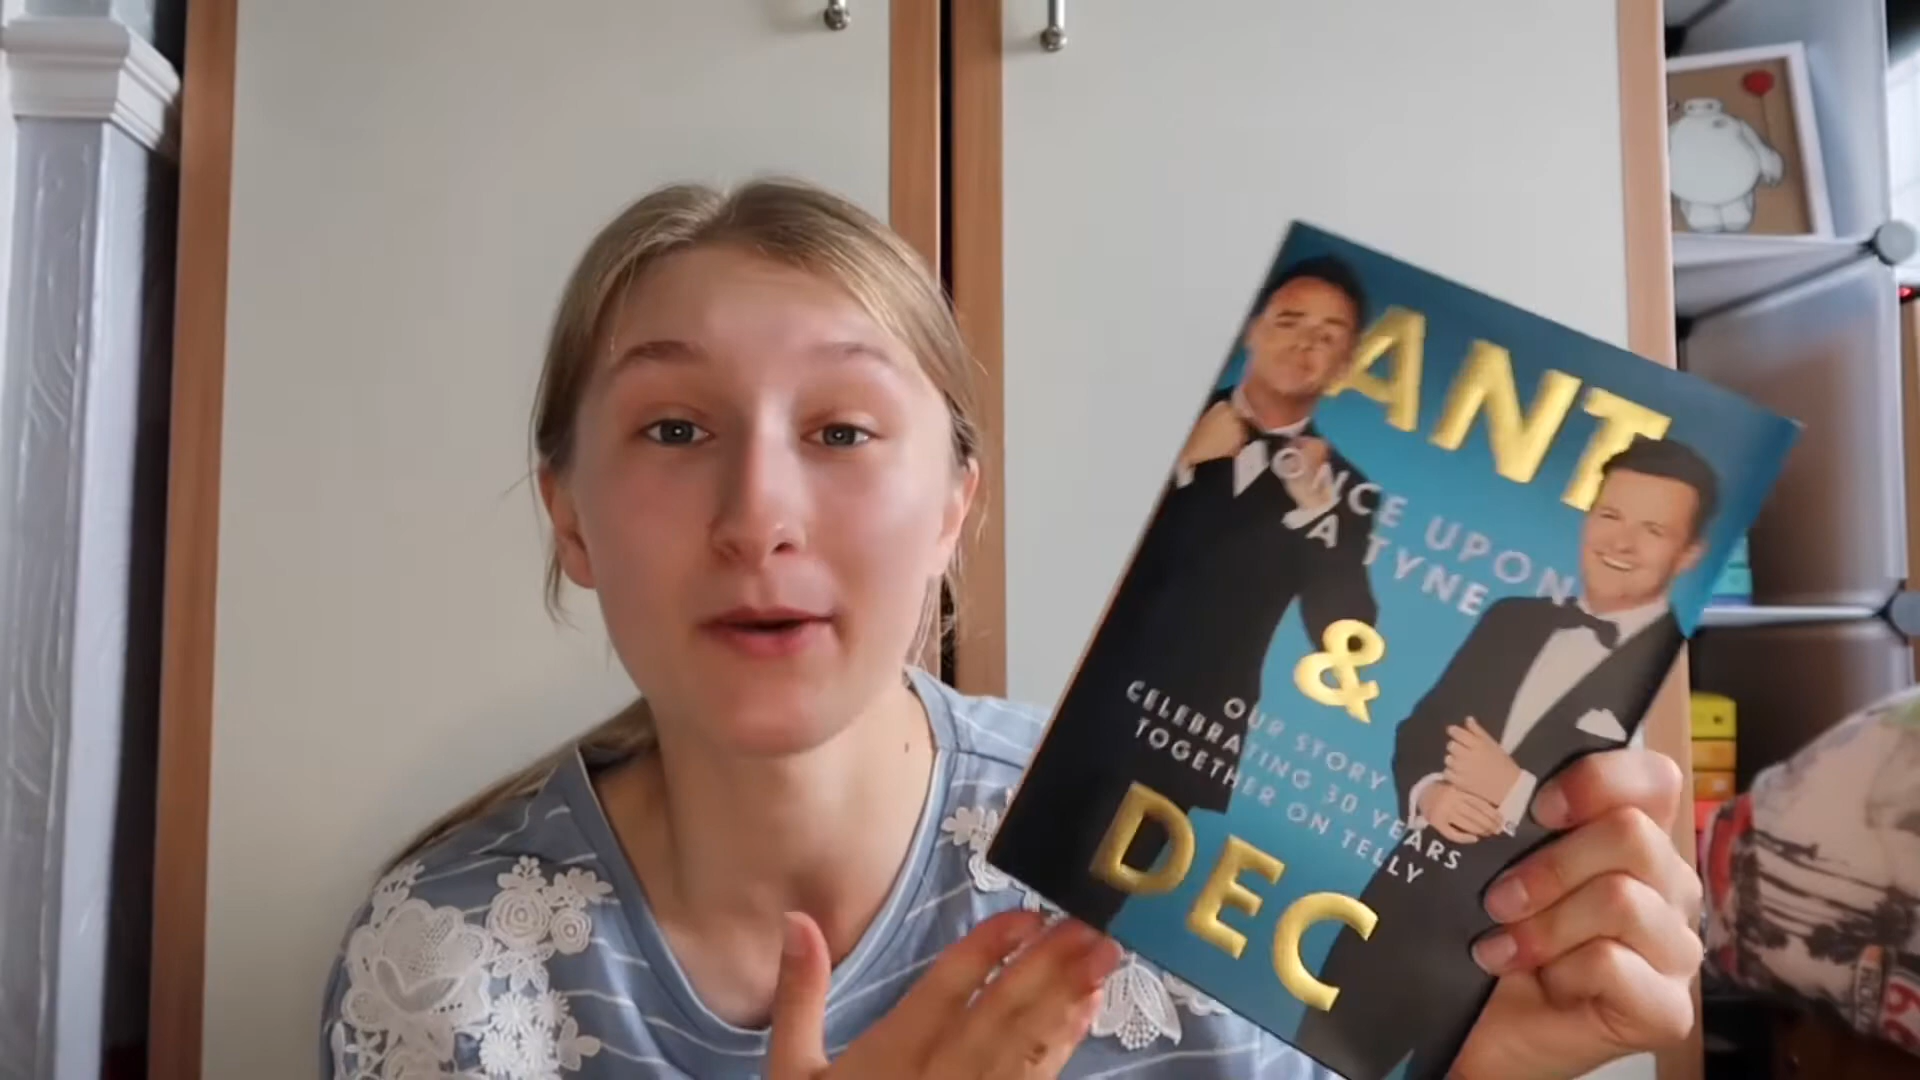 ANT
ONCE UPON
A TYNE
&
OUR STORY
CELEBRATING 30 YEARS
TOGETHER ON TELLY
DEC